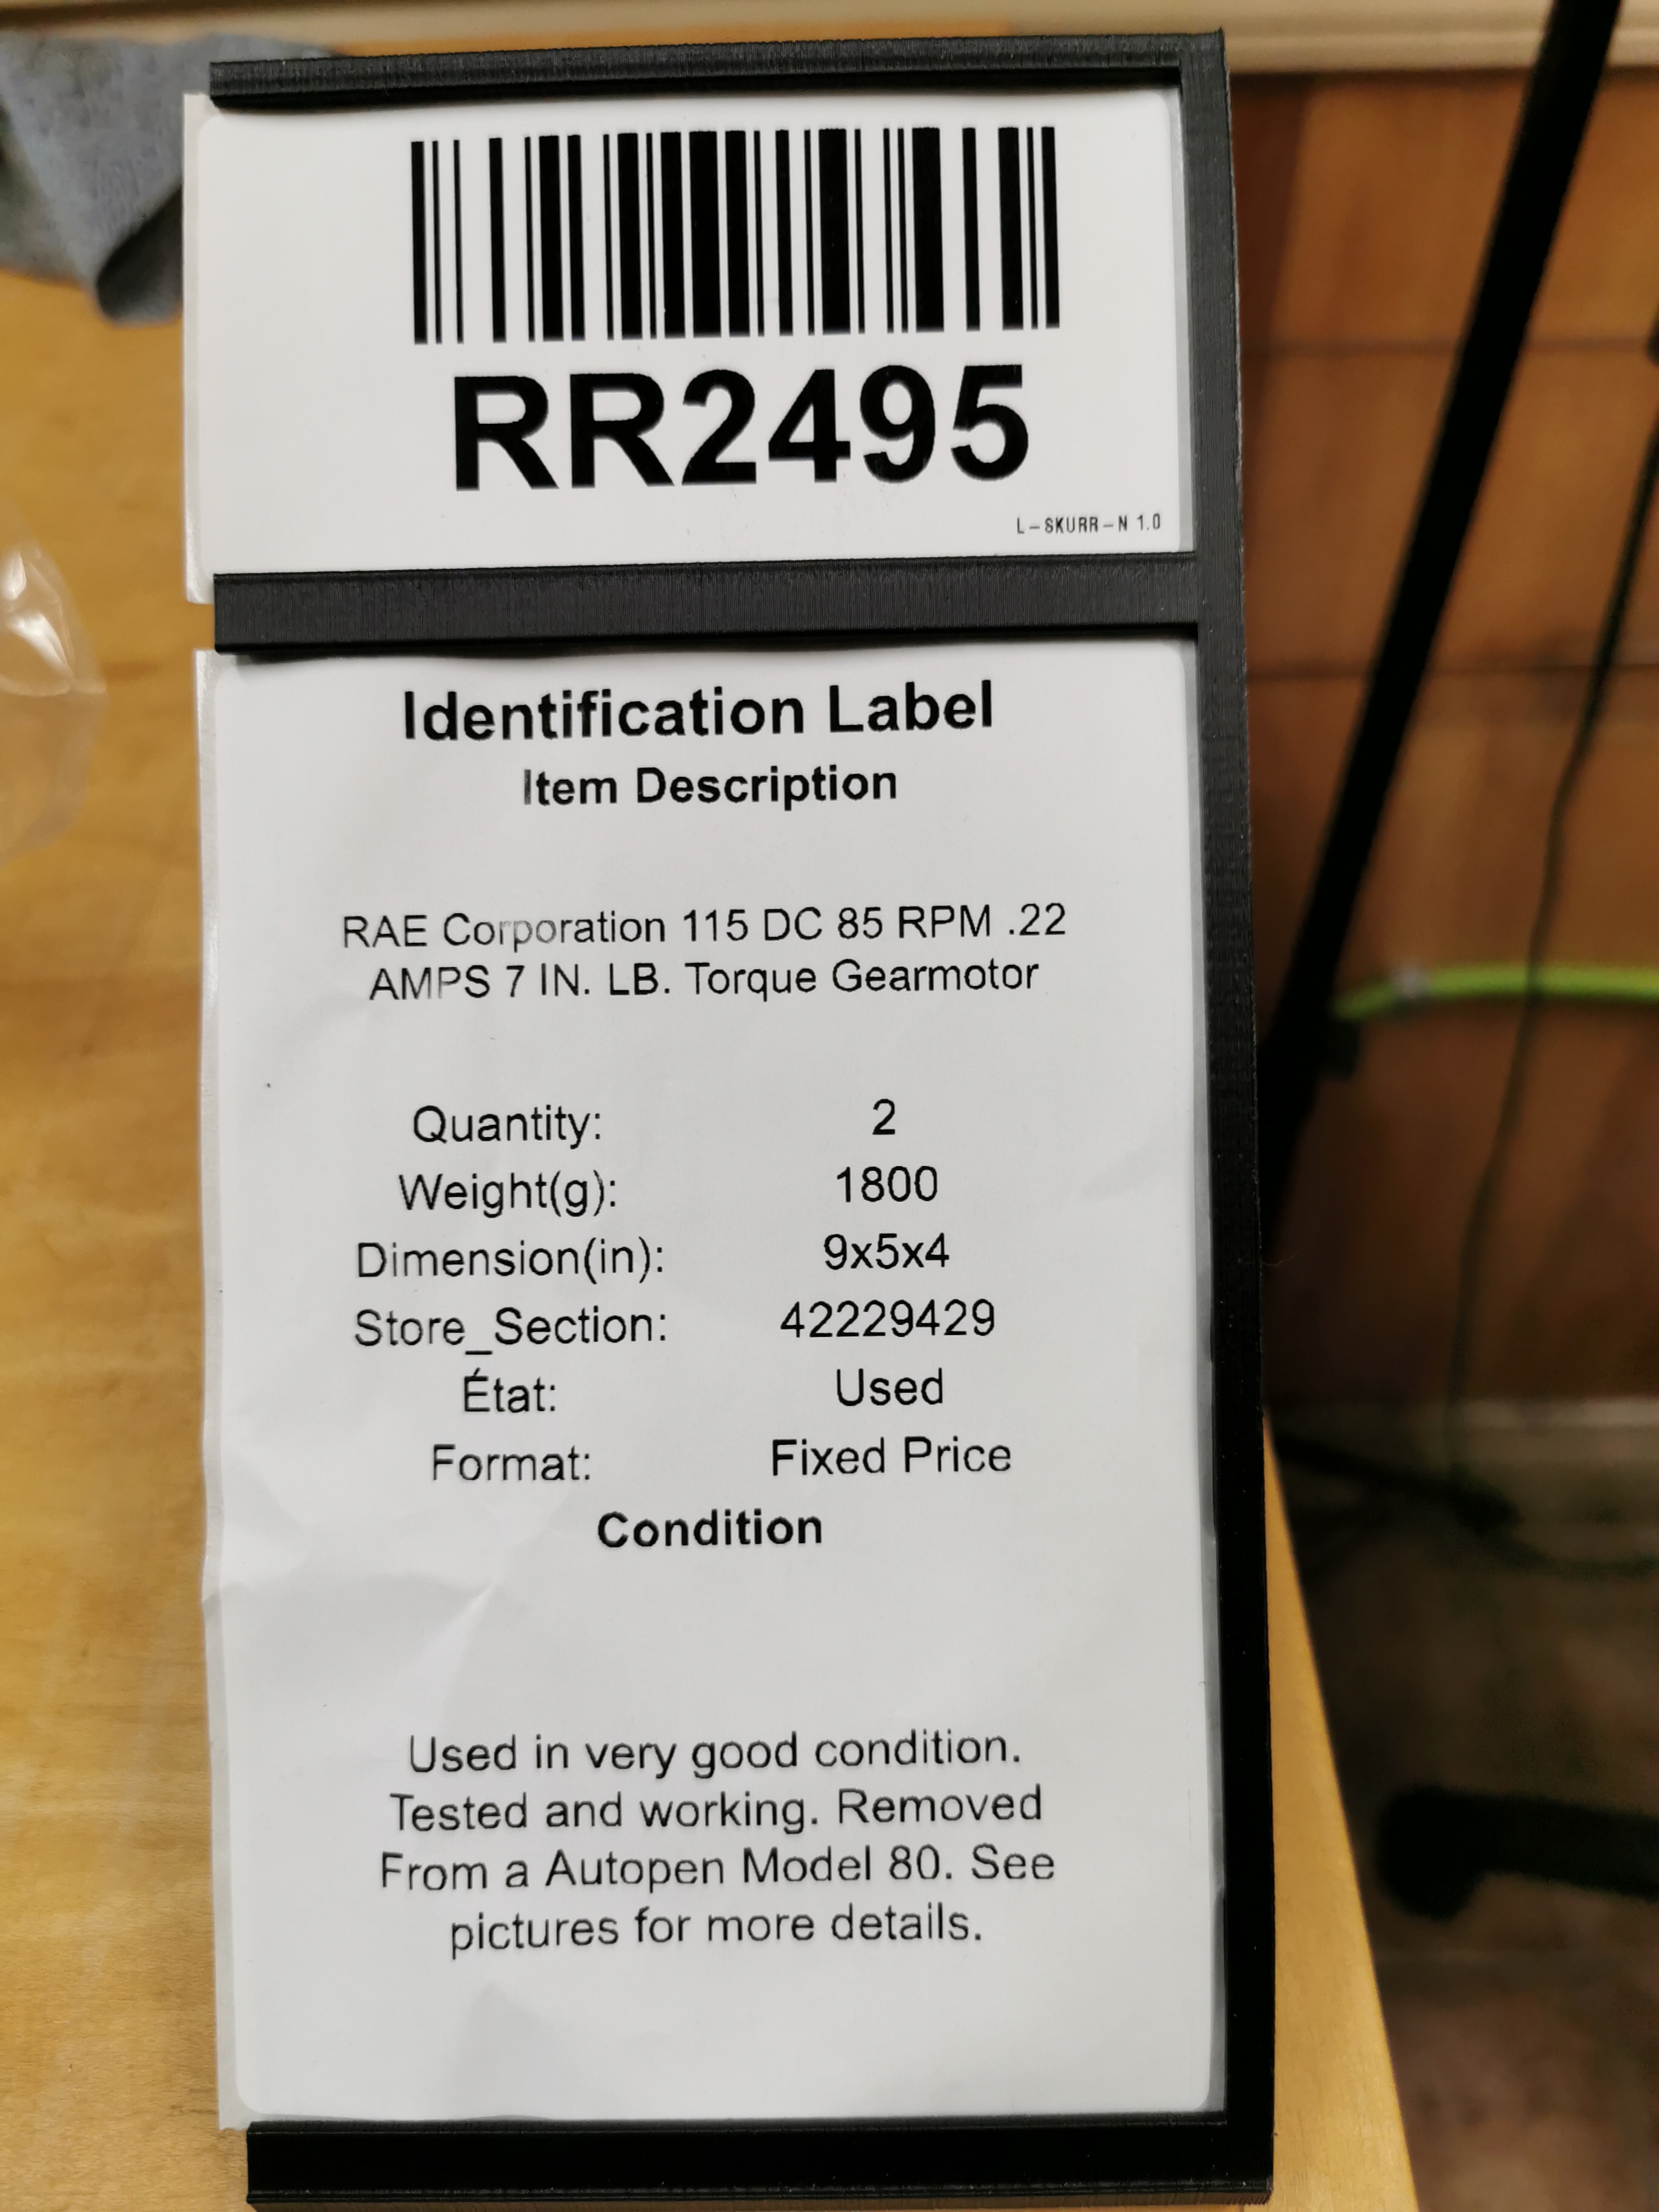 RR2495
L-SKURR-N 1.0
Identification Label
Item Description
RAE Corporation 115 DC 85 RPM .22
AMPS 7 IN. LB. Torque Gearmotor
Quantity: 2
Weight(g): 1800
Dimension(in): 9x5x4
Store_Section: 42229429
État: Used
Format: Fixed Price
Condition
Used in very good condition.
Tested and working. Removed
From a Autopen Model 80. See
pictures for more details.